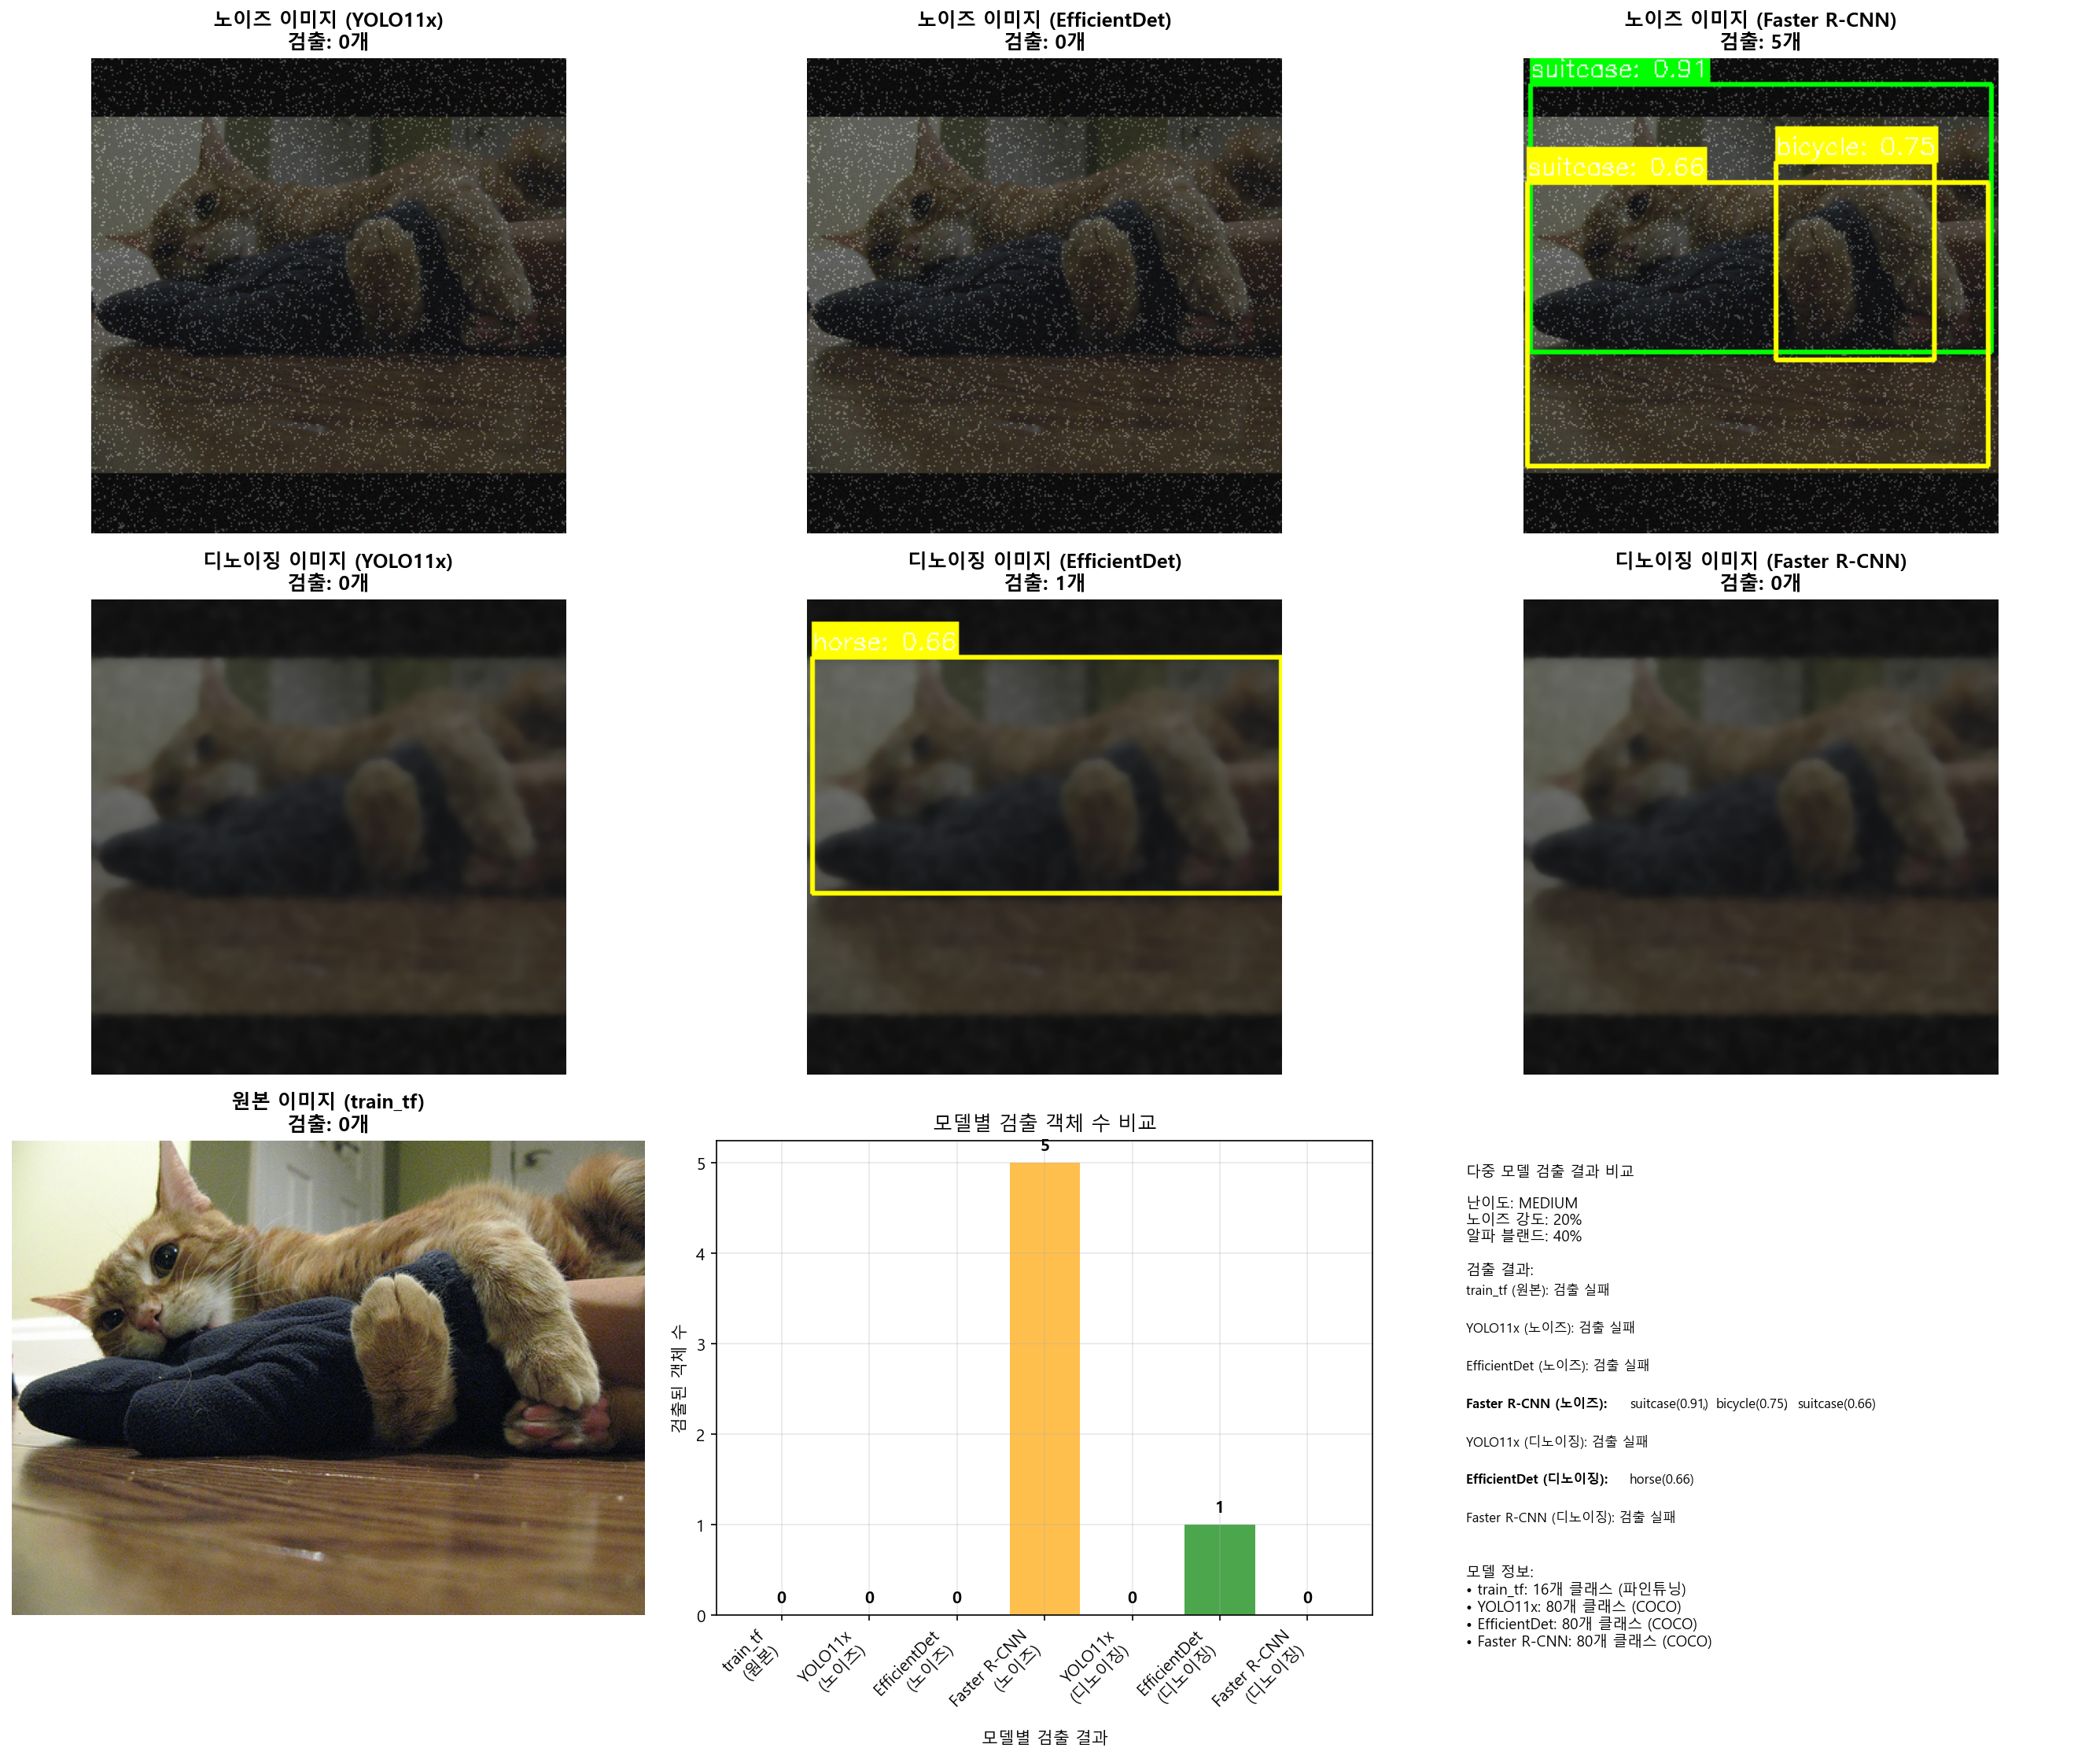 노이즈 이미지 (YOLO11x)
검출: 0개
노이즈 이미지 (EfficientDet)
검출: 0개
노이즈 이미지 (Faster R-CNN)
검출: 5개
suitcase: 0.91
bicycle: 0.75
suitcase: 0.66
디노이징 이미지 (YOLO11x)
검출: 0개
디노이징 이미지 (EfficientDet)
검출: 1개
디노이징 이미지 (Faster R-CNN)
검출: 0개
horse: 0.66
원본 이미지 (train_tf)
검출: 0개
모델별 검출 객체 수 비교
검출된 객체 수
5
4
3
2
1
0
0
0
0
5
0
1
0
train_tf
(원본)
YOLO11x
(노이즈)
EfficientDet
(노이즈)
Faster R-CNN
(노이즈)
YOLO11x
(디노이징)
EfficientDet
(디노이징)
Faster R-CNN
(디노이징)
모델별 검출 결과
다중 모델 검출 결과 비교
난이도: MEDIUM
노이즈 강도: 20%
알파 블랜드: 40%
검출 결과:
train_tf (원본): 검출 실패
YOLO11x (노이즈): 검출 실패
EfficientDet (노이즈): 검출 실패
Faster R-CNN (노이즈): suitcase(0.91,) bicycle(0.75) suitcase(0.66)
YOLO11x (디노이징): 검출 실패
EfficientDet (디노이징): horse(0.66)
Faster R-CNN (디노이징): 검출 실패
모델 정보:
• train_tf: 16개 클래스 (파인튜닝)
• YOLO11x: 80개 클래스 (COCO)
• EfficientDet: 80개 클래스 (COCO)
• Faster R-CNN: 80개 클래스 (COCO)